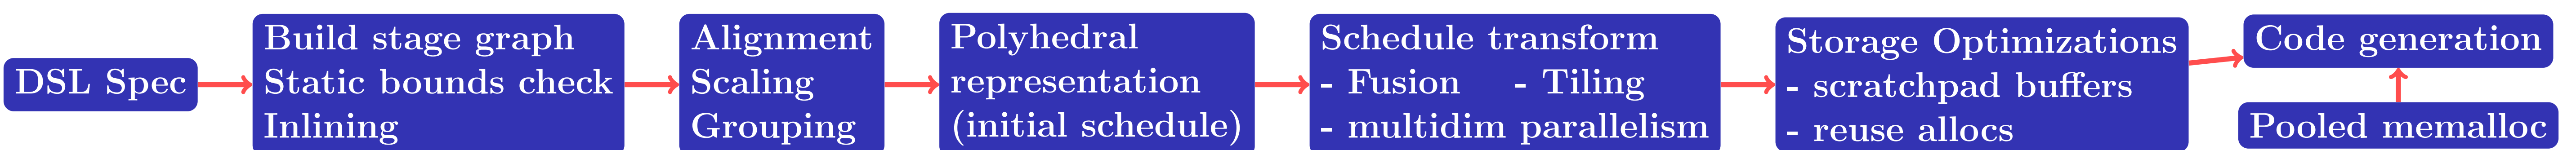 DSL Spec
Build stage graph
Static bounds check
Inlining
Alignment
Scaling
Grouping
Polyhedral
representation
(initial schedule)
Schedule transform
- Fusion - Tiling
- multidim parallelism
Storage Optimizations
- scratchpad buffers
- reuse allocs
Code generation
Pooled memalloc